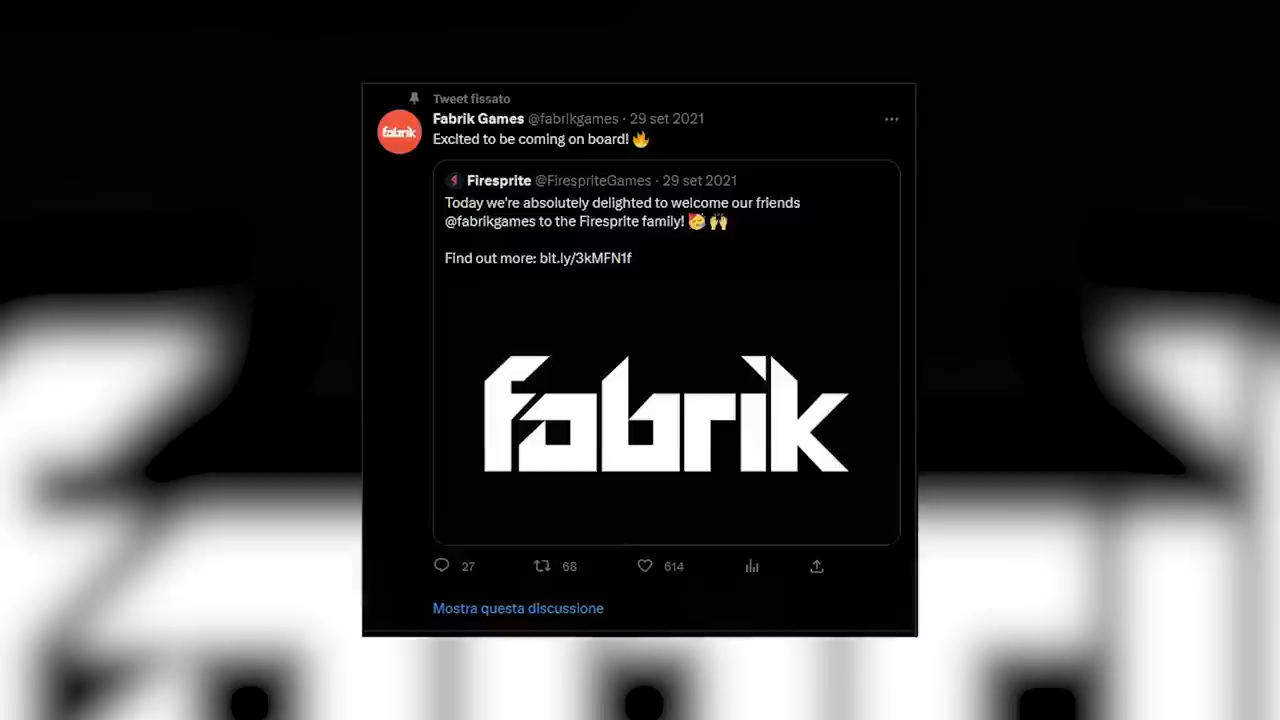 Tweet fissato
fabrik
Fabrik Games @fabrikgames · 29 set 2021
Excited to be coming on board! 🔥
Firesprite @FirespriteGames · 29 set 2021
Today we're absolutely delighted to welcome our friends
@fabrikgames to the Firesprite family! 🥳 🙌
Find out more: bit.ly/3kMFN1f
fabrik
27 68 614
Mostra questa discussione